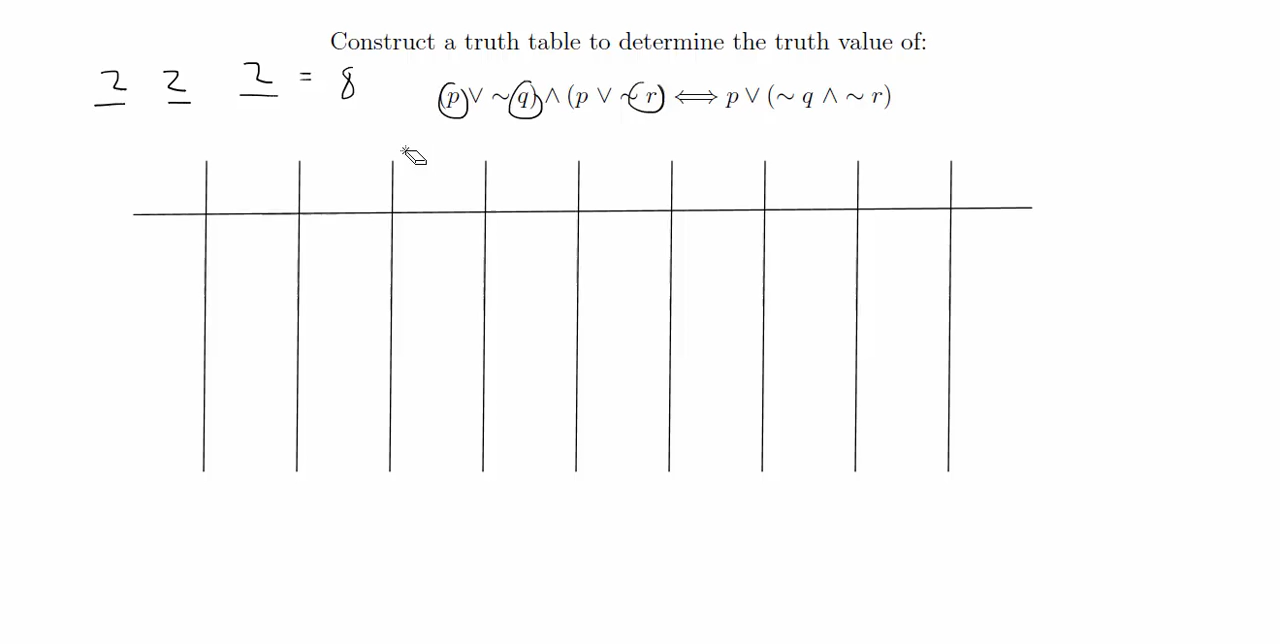 Construct a truth table to determine the truth value of:
2 2 2 = 8
(p ∨ ∼ q) ∧ (p ∨ ∼ r) ⟺ p ∨ (∼ q ∧ ∼ r)